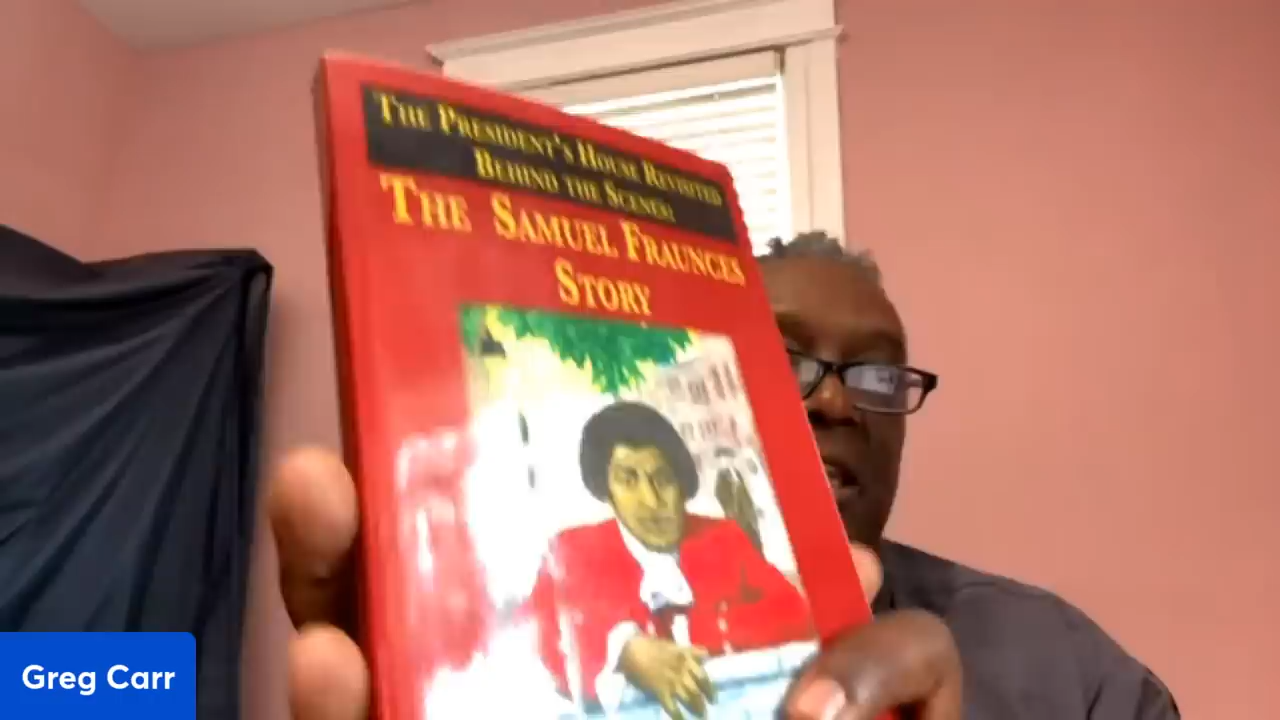 THE PRESIDENT'S HOUSE REVISITED
BEHIND THE SCENES:
THE SAMUEL FRAUNCES
STORY
Greg Carr